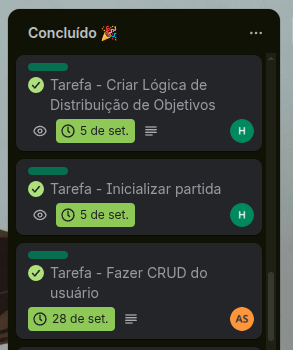 Concluído 🎉
Tarefa - Criar Lógica de
Distribuição de Objetivos
5 de set.
H
Tarefa - Inicializar partida
5 de set.
H
Tarefa - Fazer CRUD do
usuário
28 de set.
AS